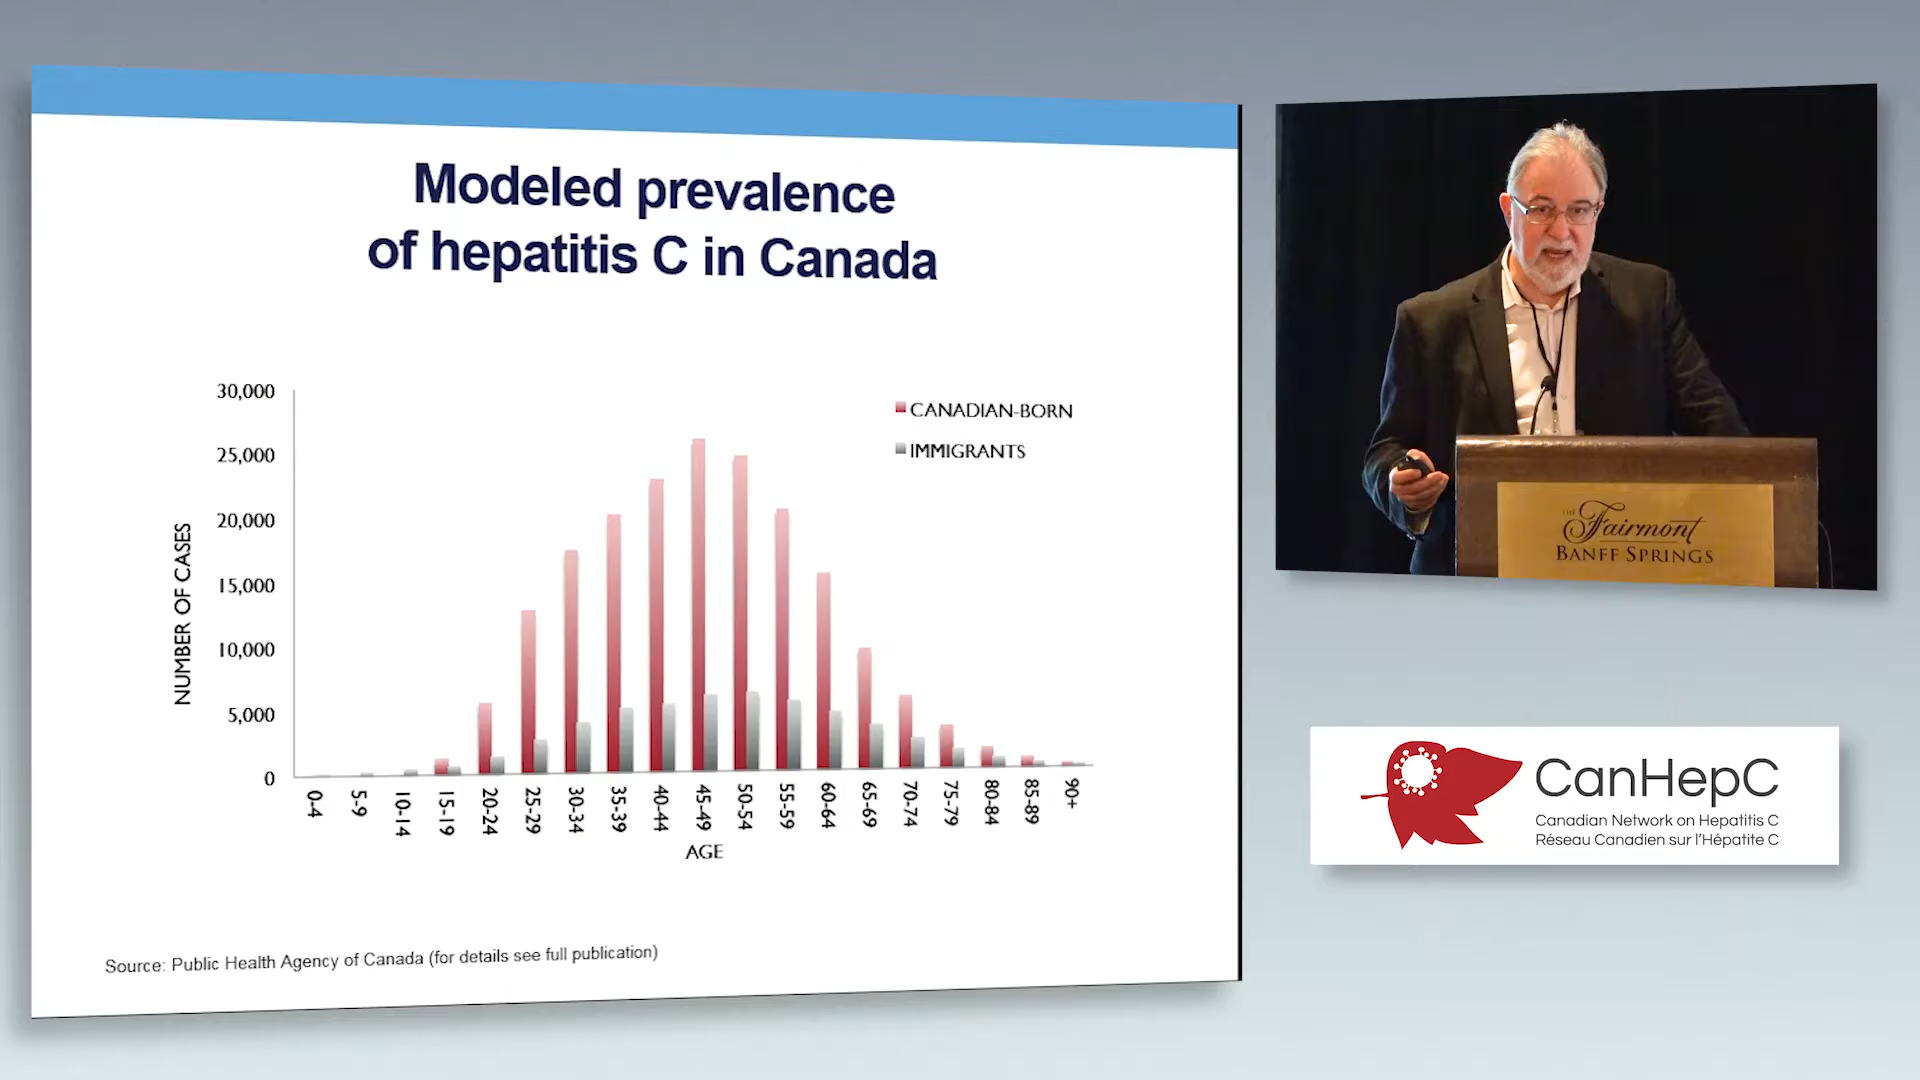 Modeled prevalence
of hepatitis C in Canada
30,000
25,000
20,000
15,000
10,000
5,000
0
NUMBER OF CASES
CANADIAN-BORN
IMMIGRANTS
0-4
5-9
10-14
15-19
20-24
25-29
30-34
35-39
40-44
45-49
50-54
55-59
60-64
65-69
70-74
75-79
80-84
85-89
90+
AGE
Source: Public Health Agency of Canada (for details see full publication)
THE
Fairmont
BANFF SPRINGS
CanHepC
Canadian Network on Hepatitis C
Réseau Canadien sur l'Hépatite C